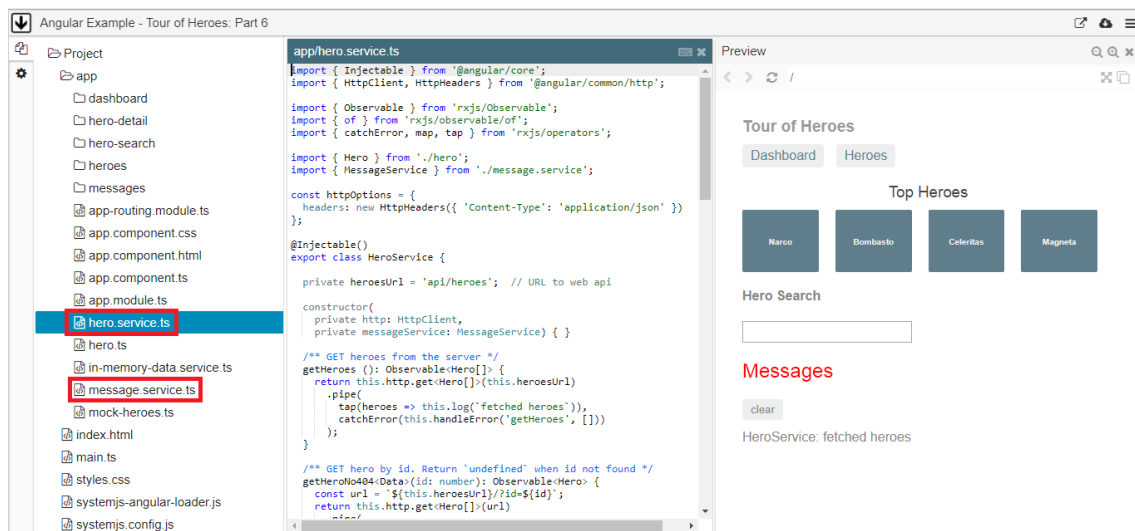 Angular Example - Tour of Heroes: Part 6
Project
app
dashboard
hero-detail
hero-search
heroes
messages
app-routing.module.ts
app.component.css
app.component.html
app.component.ts
app.module.ts
hero.service.ts
hero.ts
in-memory-data.service.ts
message.service.ts
mock-heroes.ts
index.html
main.ts
styles.css
systemjs-angular-loader.js
systemjs.config.js
app/hero.service.ts
import { Injectable } from '@angular/core';
import { HttpClient, HttpHeaders } from '@angular/common/http';
import { Observable } from 'rxjs/Observable';
import { of } from 'rxjs/observable/of';
import { catchError, map, tap } from 'rxjs/operators';
import { Hero } from './hero';
import { MessageService } from './message.service';
const httpOptions = {
headers: new HttpHeaders({ 'Content-Type': 'application/json' })
};
@Injectable()
export class HeroService {
private heroesUrl = 'api/heroes';  // URL to web api
constructor(
private http: HttpClient,
private messageService: MessageService) { }
/** GET heroes from the server */
getHeroes (): Observable<Hero[]> {
return this.http.get<Hero[]>(this.heroesUrl)
.pipe(
tap(heroes => this.log(`fetched heroes`)),
catchError(this.handleError('getHeroes', []))
);
}
/** GET hero by id. Return `undefined` when id not found */
getHeroNo404<Data>(id: number): Observable<Hero> {
const url = `${this.heroesUrl}/?id=${id}`;
return this.http.get<Hero[]>(url)
.pipe(
Preview
/
Tour of Heroes
Dashboard Heroes
Top Heroes
Narco Bombasto Celeritas Magneta
Hero Search
Messages
clear
HeroService: fetched heroes